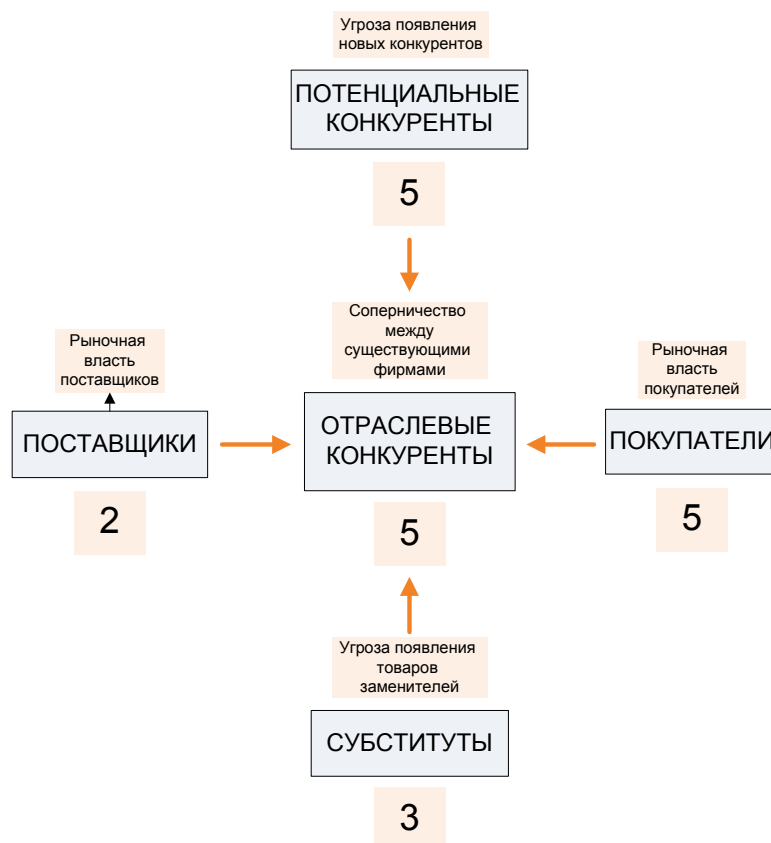 Угроза появления
новых конкурентов
ПОТЕНЦИАЛЬНЫЕ
КОНКУРЕНТЫ
5
Соперничество
между
существующими
фирмами
Рыночная
власть
поставщиков
Рыночная
власть
покупателей
ПОСТАВЩИКИ
ОТРАСЛЕВЫЕ
КОНКУРЕНТЫ
ПОКУПАТЕЛИ
2
5
5
Угроза появления
товаров
заменителей
СУБСТИТУТЫ
3